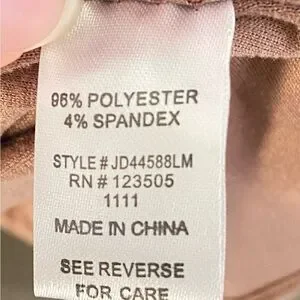 96% POLYESTER
4% SPANDEX
STYLE # JD44588LM
RN # 123505
1111
MADE IN CHINA
SEE REVERSE
FOR CARE